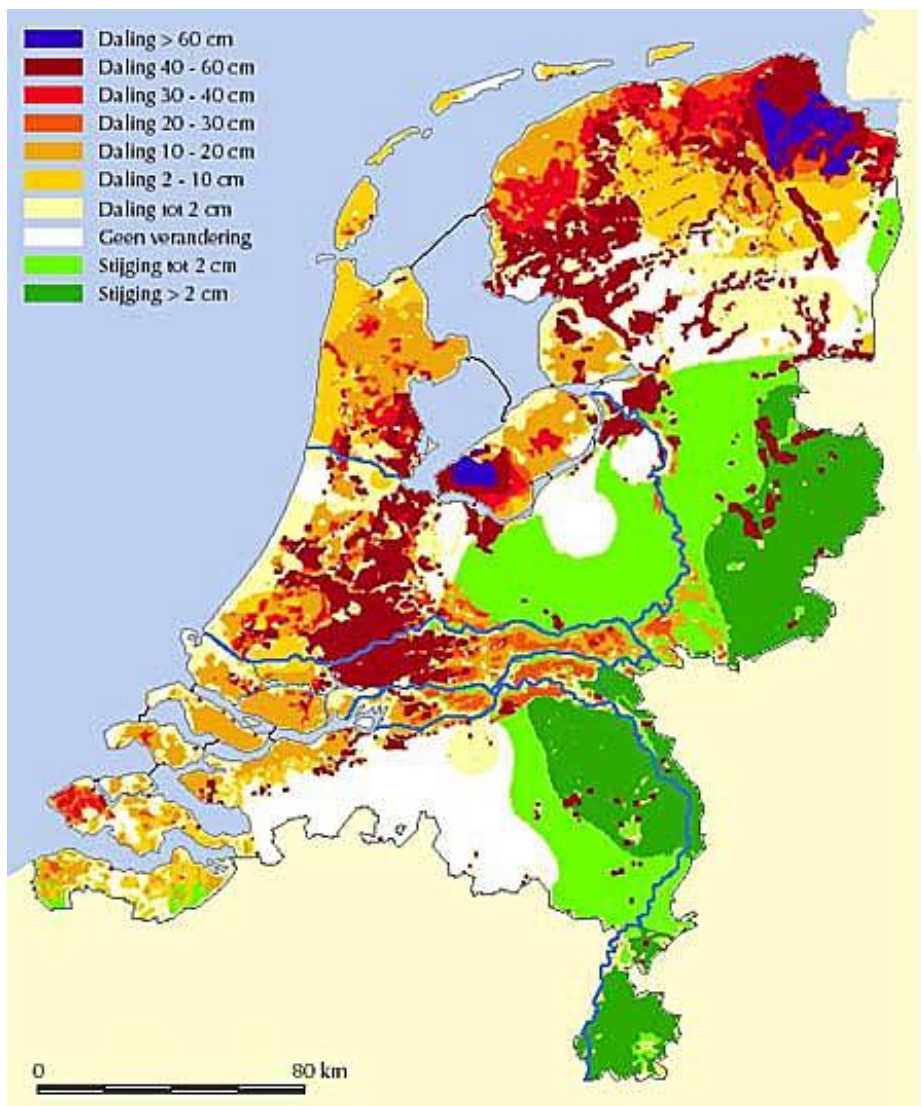 Daling > 60 cm
Daling 40 - 60 cm
Daling 30 - 40 cm
Daling 20 - 30 cm
Daling 10 - 20 cm
Daling 2 - 10 cm
Daling tot 2 cm
Geen verandering
Stijging tot 2 cm
Stijging > 2 cm
0 80 km